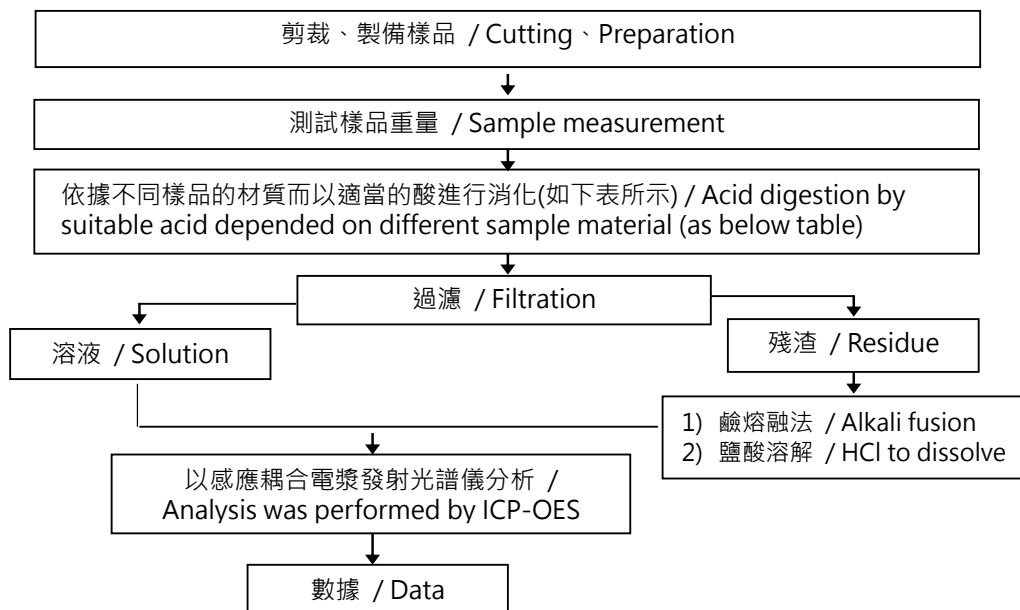 剪裁、製備樣品 / Cutting、Preparation
測試樣品重量 / Sample measurement
依據不同樣品的材質而以適當的酸進行消化(如下表所示) / Acid digestion by
suitable acid depended on different sample material (as below table)
過濾 / Filtration
溶液 / Solution
殘渣 / Residue
1) 鹼熔融法 / Alkali fusion
2) 鹽酸溶解 / HCl to dissolve
以感應耦合電漿發射光譜儀分析 /
Analysis was performed by ICP-OES
數據 / Data